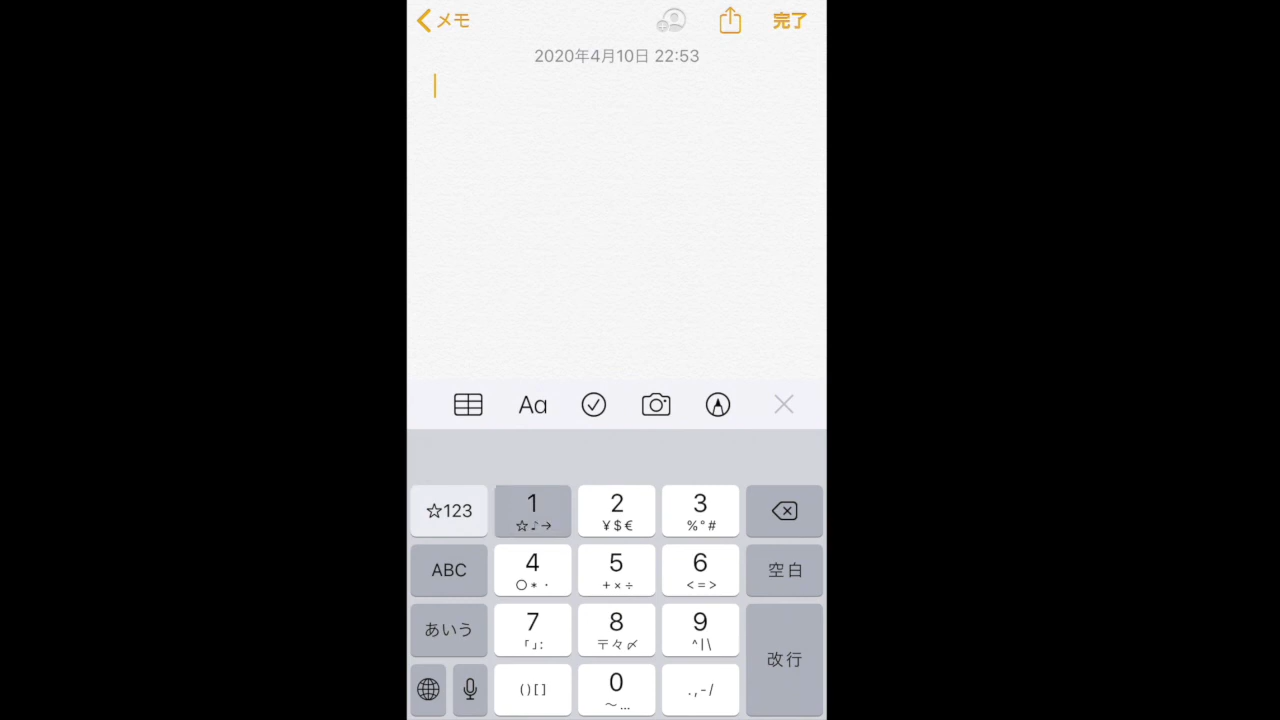 メモ 完了
2020年4月10日 22:53
Aa
☆123 1 2 3
☆♪→ ¥$€ %°#
ABC 4 5 6 空白
○*・ +×÷ <=>
あいう 7 8 9
「」: 〒々〆 ^|\
改行
()[] 0 .,-/
～…